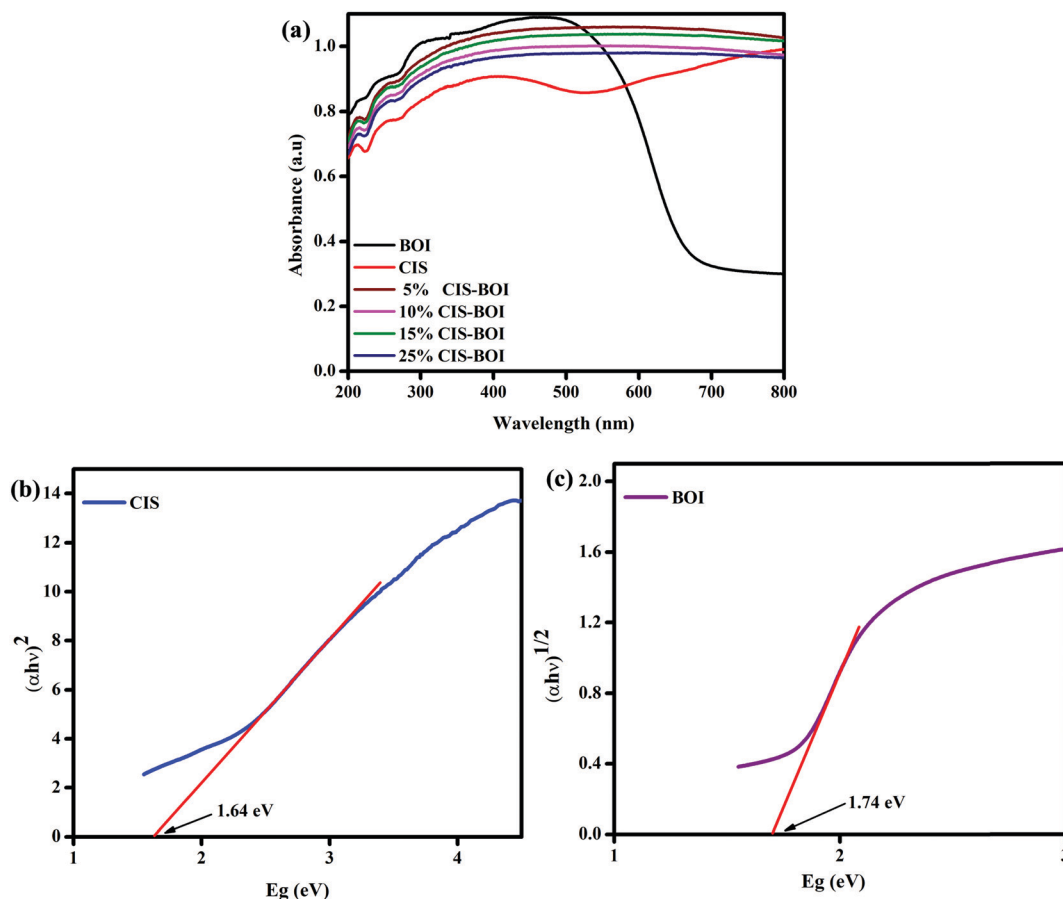 (a)
Absorbance (a.u)
1.0
0.8
0.6
0.4
0.2
0.0
BOI
CIS
5% CIS-BOI
10% CIS-BOI
15% CIS-BOI
25% CIS-BOI
200 300 400 500 600 700 800
Wavelength (nm)
(b)
(αhν)²
14
12
10
8
6
4
2
0
CIS
1.64 eV
1 2 3 4
Eg (eV)
(c)
(αhν)^1/2
2.0
1.6
1.2
0.8
0.4
0.0
BOI
1.74 eV
1 2 3
Eg (eV)